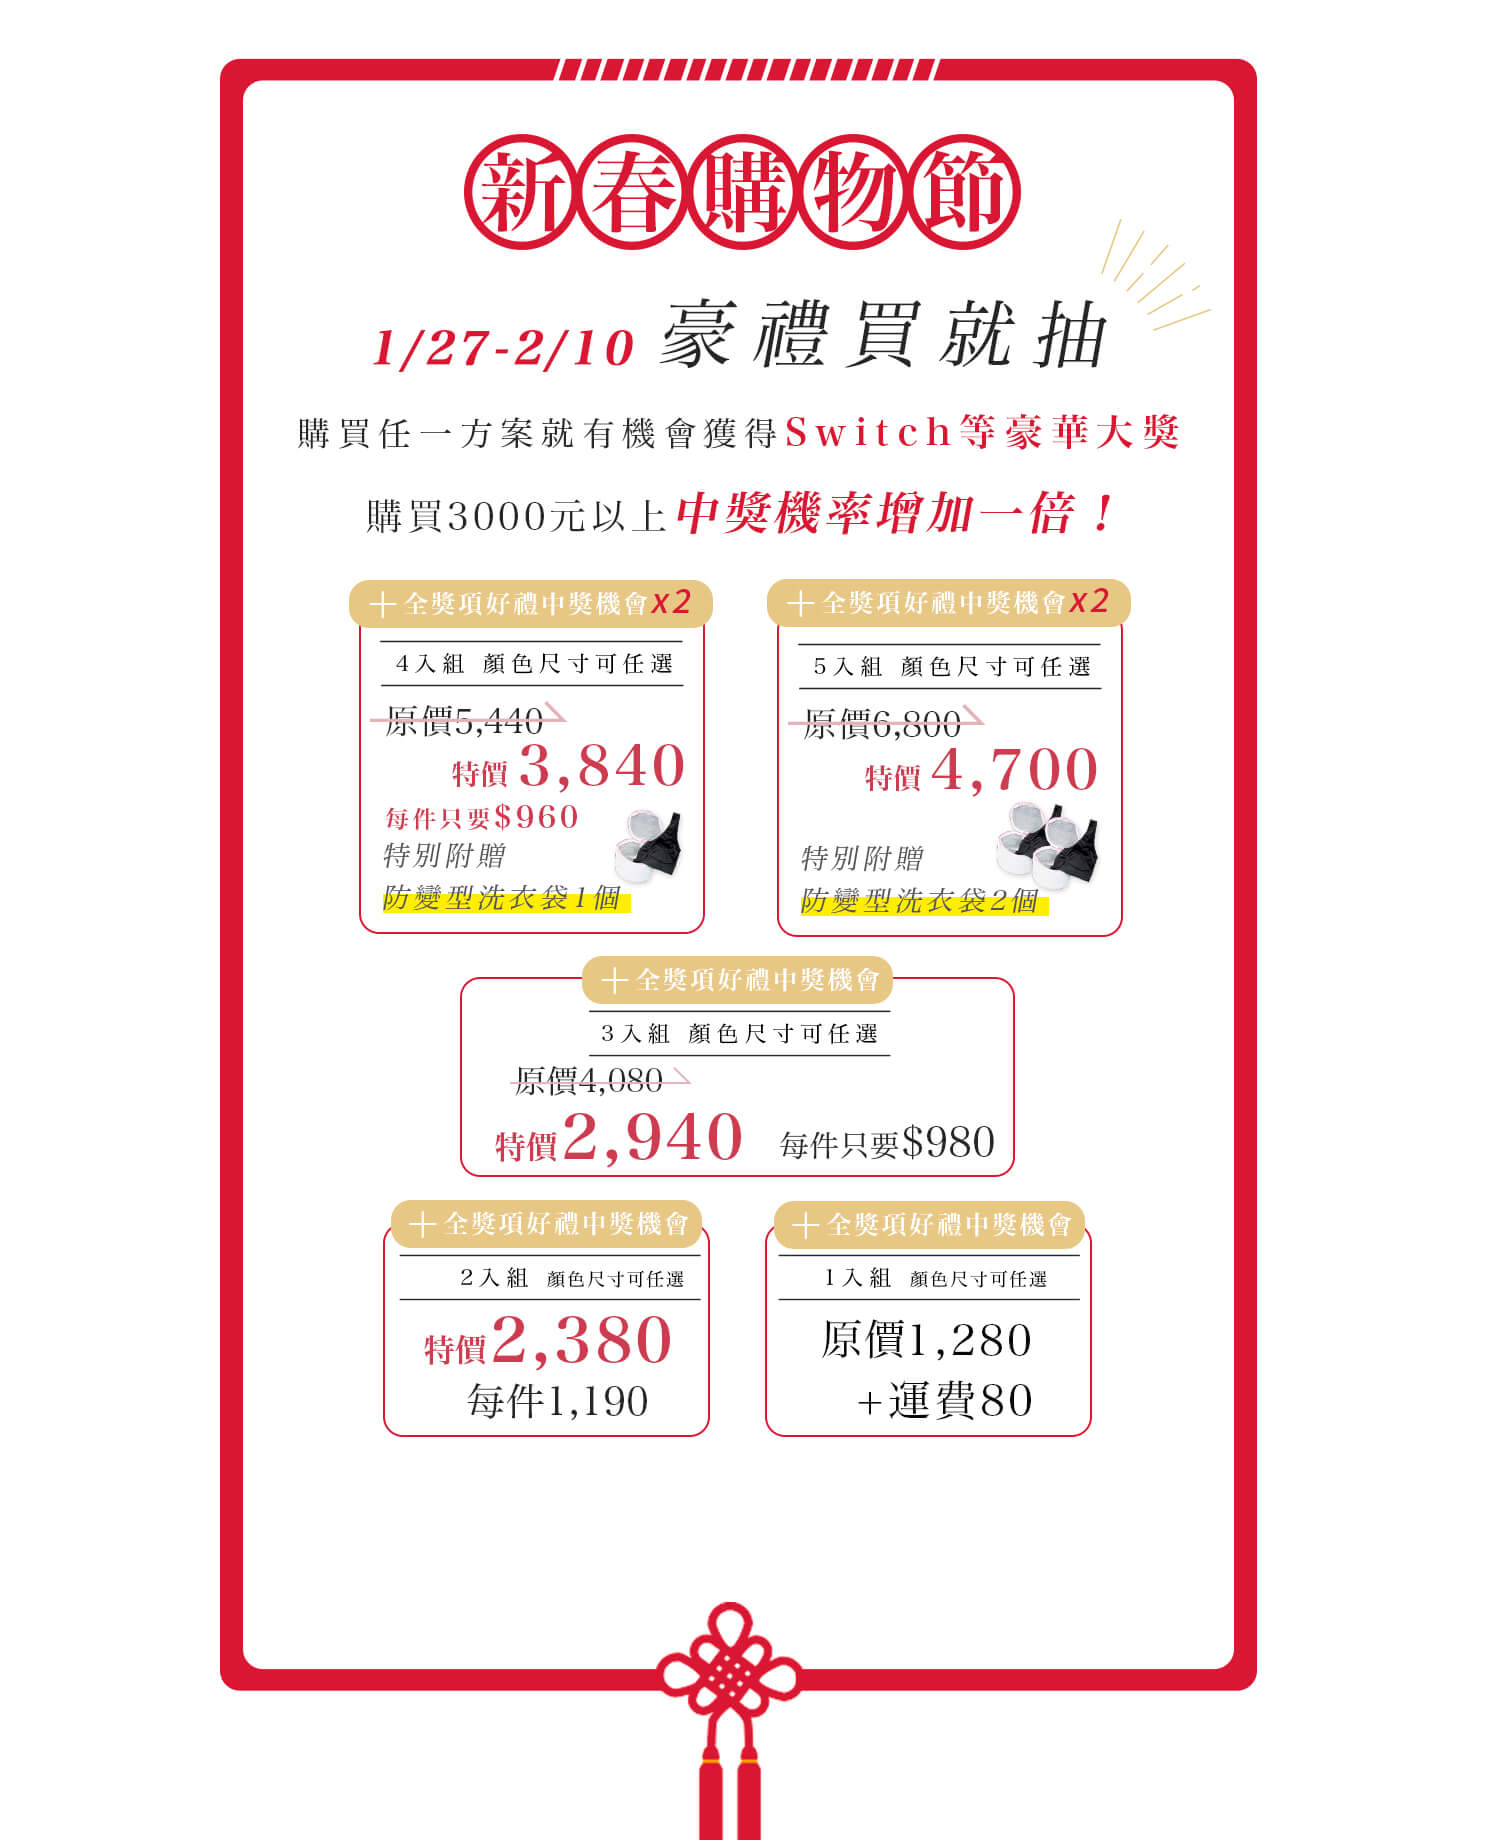 新春購物節
1/27-2/10 豪禮買就抽
購買任一方案就有機會獲得Switch等豪華大獎
購買3000元以上中獎機率增加一倍！
＋全獎項好禮中獎機會x2
4入組 顏色尺寸可任選
原價5,440
特價3,840
每件只要$960
特別附贈
防變型洗衣袋1個
＋全獎項好禮中獎機會x2
5入組 顏色尺寸可任選
原價6,800
特價4,700
特別附贈
防變型洗衣袋2個
＋全獎項好禮中獎機會
3入組 顏色尺寸可任選
原價4,080
特價2,940 每件只要$980
＋全獎項好禮中獎機會
2入組 顏色尺寸可任選
特價2,380
每件1,190
＋全獎項好禮中獎機會
1入組 顏色尺寸可任選
原價1,280
+運費80